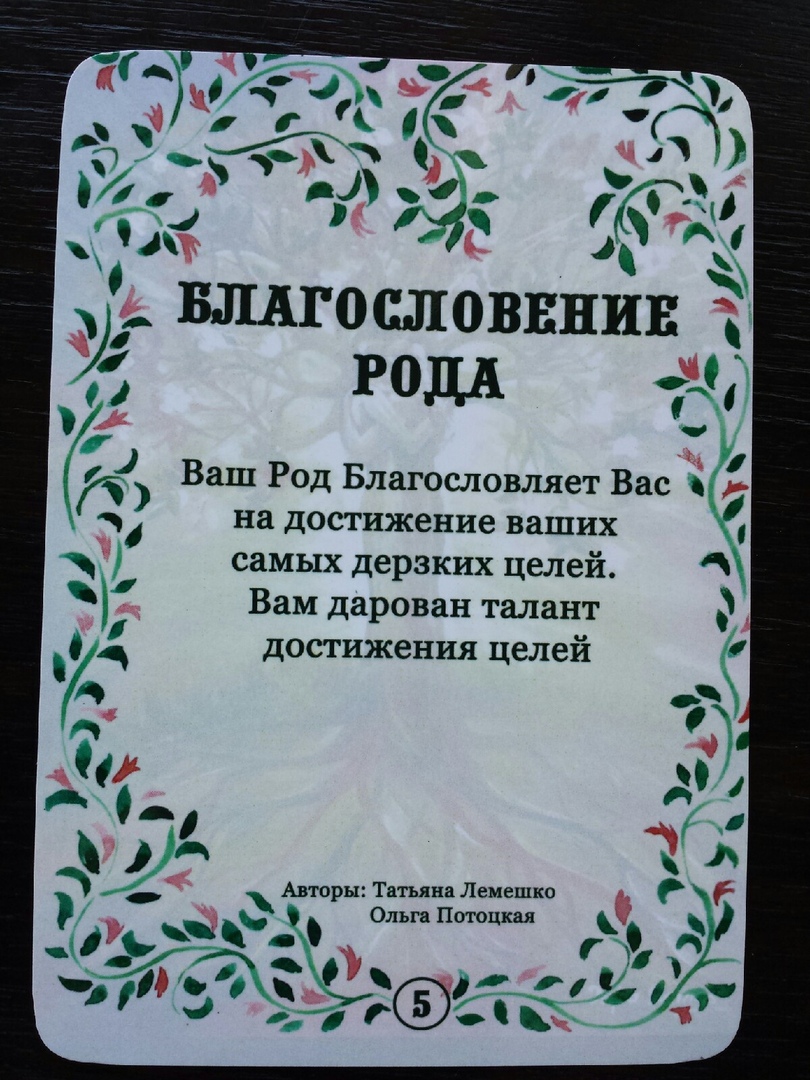 БЛАГОСЛОВЕНИЕ
РОДА
Ваш Род Благословляет Вас
на достижение ваших
самых дерзких целей.
Вам дарован талант
достижения целей
Авторы: Татьяна Лемешко
Ольга Потоцкая
5